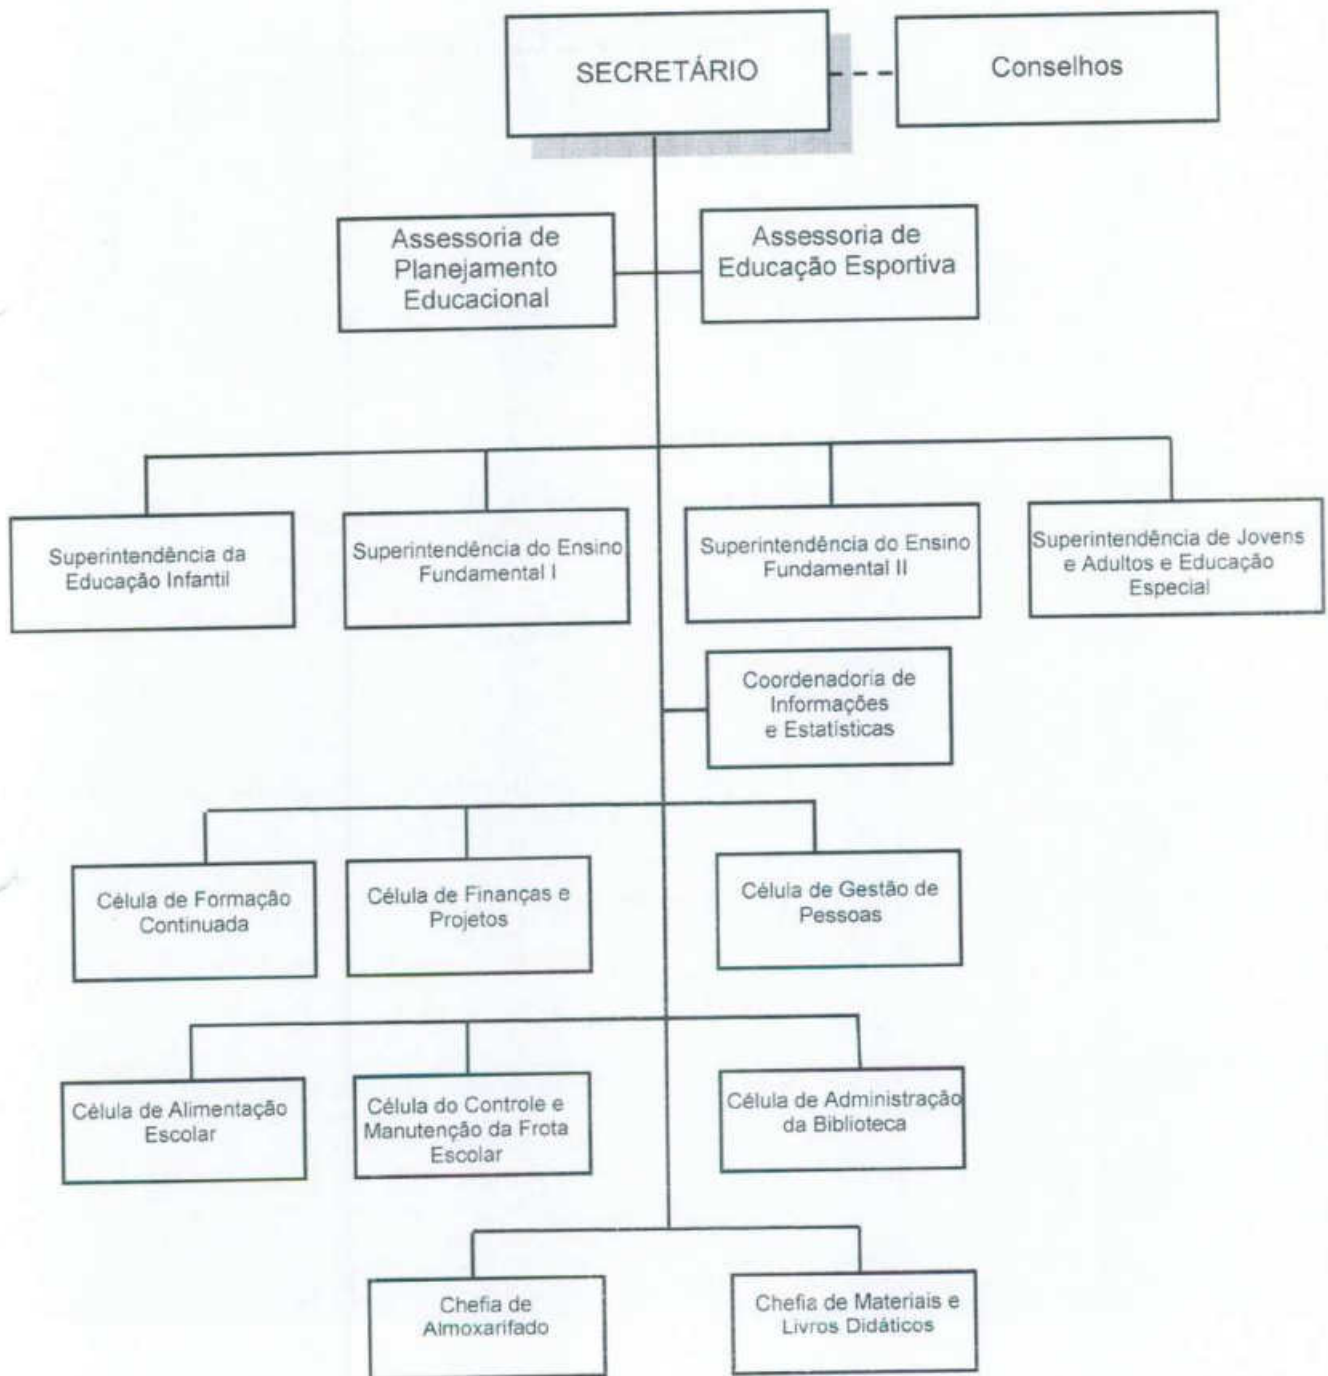 SECRETÁRIO
Conselhos
Assessoria de
Planejamento
Educacional
Assessoria de
Educação Esportiva
Superintendência da
Educação Infantil
Superintendência do Ensino
Fundamental I
Superintendência do Ensino
Fundamental II
Superintendência de Jovens
e Adultos e Educação
Especial
Coordenadoria de
Informações
e Estatísticas
Célula de Formação
Continuada
Célula de Finanças e
Projetos
Célula de Gestão de
Pessoas
Célula de Alimentação
Escolar
Célula do Controle e
Manutenção da Frota
Escolar
Célula de Administração
da Biblioteca
Chefia de
Almoxarifado
Chefia de Materiais e
Livros Didáticos